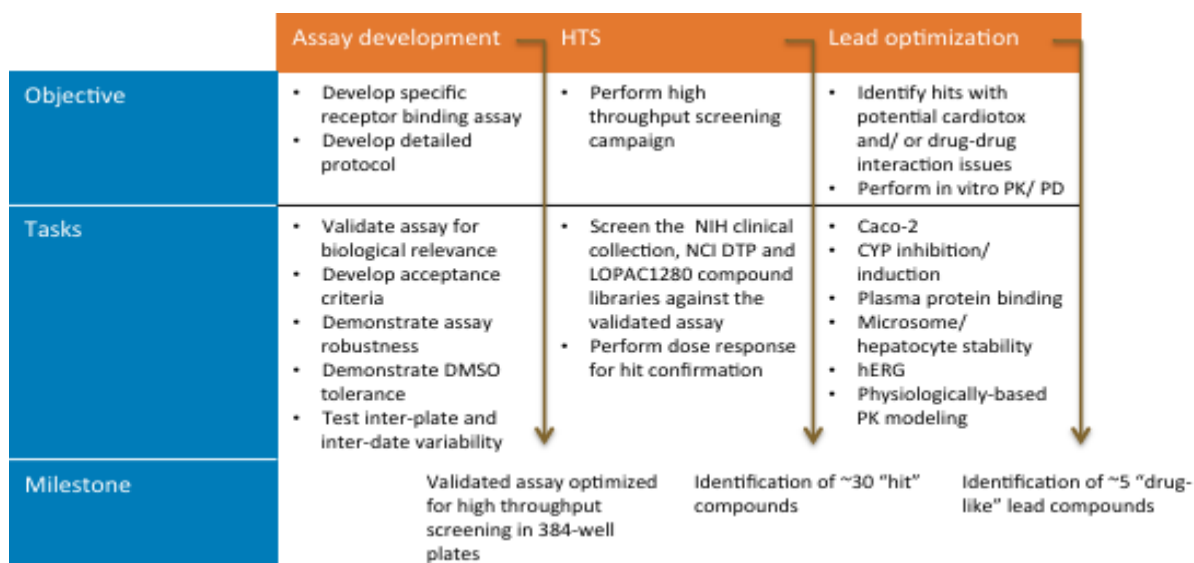 Assay development
HTS
Lead optimization
Objective
• Develop specific
receptor binding assay
• Develop detailed
protocol
• Perform high
throughput screening
campaign
• Identify hits with
potential cardiotox
and/ or drug-drug
interaction issues
• Perform in vitro PK/ PD
Tasks
• Validate assay for
biological relevance
• Develop acceptance
criteria
• Demonstrate assay
robustness
• Demonstrate DMSO
tolerance
• Test inter-plate and
inter-date variability
• Screen the NIH clinical
collection, NCI DTP and
LOPAC1280 compound
libraries against the
validated assay
• Perform dose response
for hit confirmation
• Caco-2
• CYP inhibition/
induction
• Plasma protein binding
• Microsome/
hepatocyte stability
• hERG
• Physiologically-based
PK modeling
Milestone
Validated assay optimized
for high throughput
screening in 384-well
plates
Identification of ~30 "hit"
compounds
Identification of ~5 "drug-
like" lead compounds